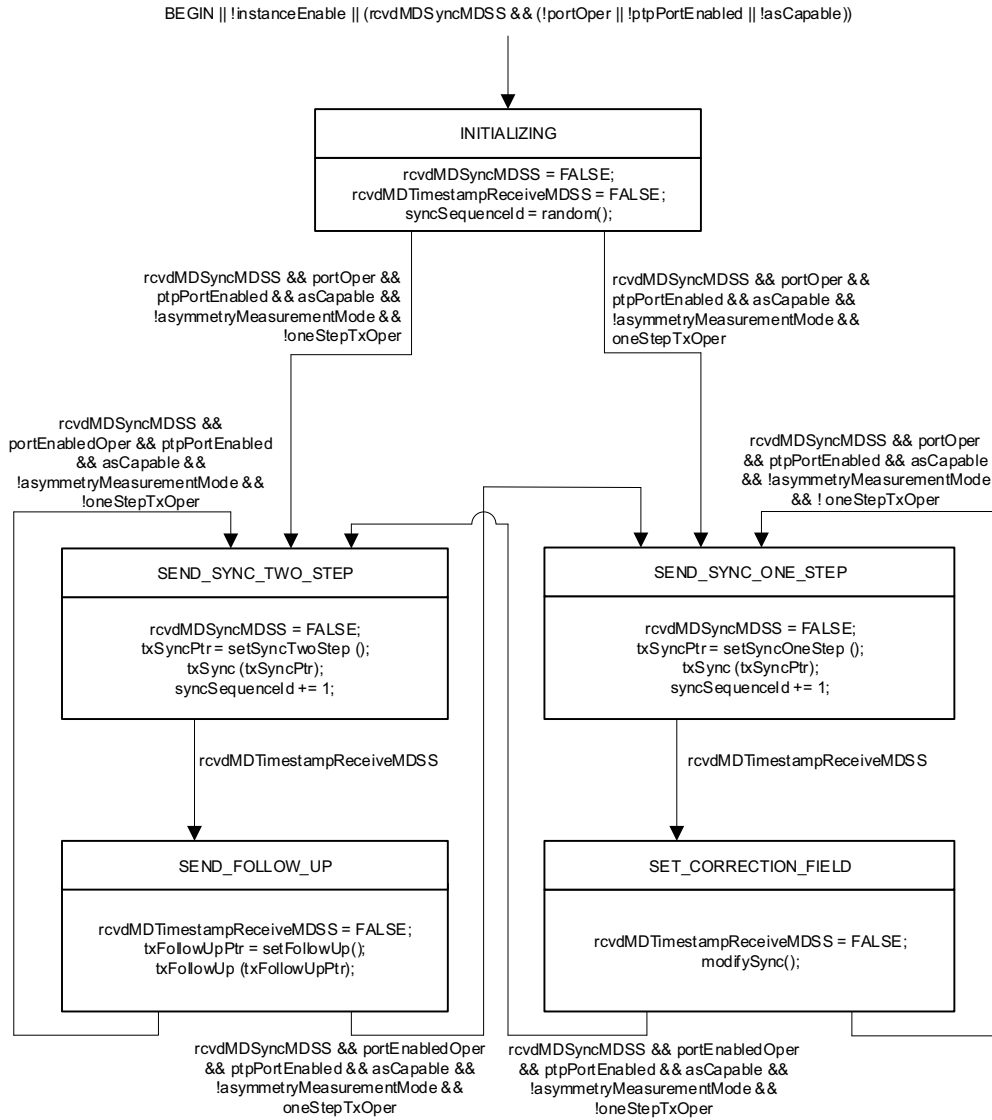 BEGIN || !instanceEnable || (rcvdMDSyncMDSS && (!portOper || !ptpPortEnabled || !asCapable))
INITIALIZING
rcvdMDSyncMDSS = FALSE;
rcvdMDTimestampReceiveMDSS = FALSE;
syncSequenceId = random();
rcvdMDSyncMDSS && portOper &&
ptpPortEnabled && asCapable &&
!asymmetryMeasurementMode &&
!oneStepTxOper
rcvdMDSyncMDSS && portOper &&
ptpPortEnabled && asCapable &&
!asymmetryMeasurementMode &&
oneStepTxOper
rcvdMDSyncMDSS &&
portEnabledOper && ptpPortEnabled
&& asCapable &&
!asymmetryMeasurementMode &&
!oneStepTxOper
rcvdMDSyncMDSS && portOper
&& ptpPortEnabled && asCapable
&& !asymmetryMeasurementMode
&& ! oneStepTxOper
SEND_SYNC_TWO_STEP
rcvdMDSyncMDSS = FALSE;
txSyncPtr = setSyncTwoStep ();
txSync (txSyncPtr);
syncSequenceId += 1;
SEND_SYNC_ONE_STEP
rcvdMDSyncMDSS = FALSE;
txSyncPtr = setSyncOneStep ();
txSync (txSyncPtr);
syncSequenceId += 1;
rcvdMDTimestampReceiveMDSS
rcvdMDTimestampReceiveMDSS
SEND_FOLLOW_UP
rcvdMDTimestampReceiveMDSS = FALSE;
txFollowUpPtr = setFollowUp();
txFollowUp (txFollowUpPtr);
SET_CORRECTION_FIELD
rcvdMDTimestampReceiveMDSS = FALSE;
modifySync();
rcvdMDSyncMDSS && portEnabledOper
&& ptpPortEnabled && asCapable &&
!asymmetryMeasurementMode &&
oneStepTxOper
rcvdMDSyncMDSS && portEnabledOper
&& ptpPortEnabled && asCapable &&
!asymmetryMeasurementMode &&
!oneStepTxOper